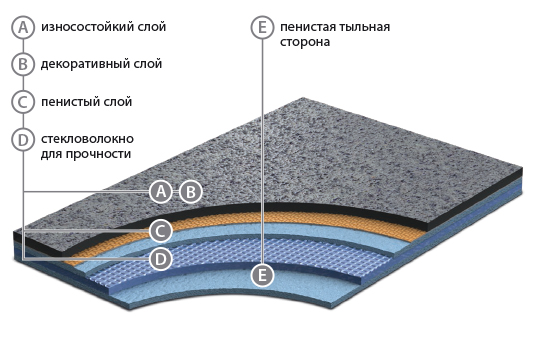 A износостойкий слой
B декоративный слой
C пенистый слой
D стекловолокно
для прочности
E пенистая тыльная
сторона
A B
C
D
E